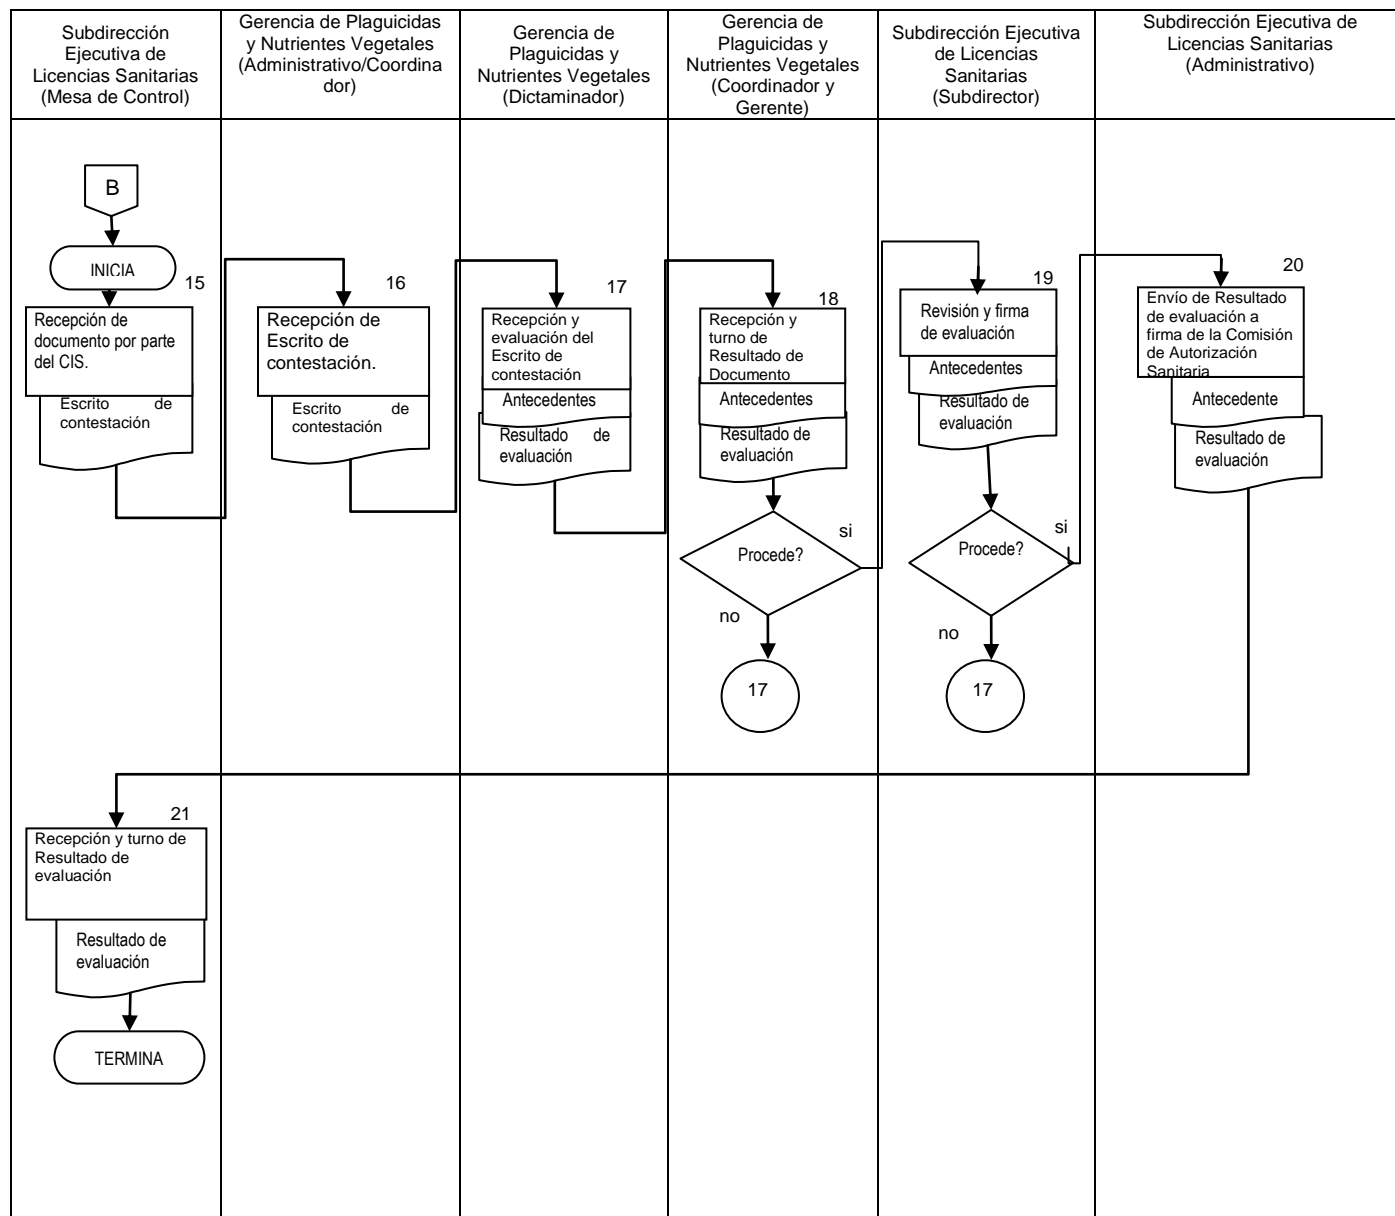 Subdirección
Ejecutiva de
Licencias Sanitarias
(Mesa de Control)
Gerencia de Plaguicidas
y Nutrientes Vegetales
(Administrativo/Coordina
dor)
Gerencia de
Plaguicidas y
Nutrientes Vegetales
(Dictaminador)
Gerencia de
Plaguicidas y
Nutrientes Vegetales
(Coordinador y
Gerente)
Subdirección Ejecutiva
de Licencias
Sanitarias
(Subdirector)
Subdirección Ejecutiva de
Licencias Sanitarias
(Administrativo)
B
INICIA
15
Recepción de
documento por parte
del CIS.
Escrito de
contestación
16
Recepción de
Escrito de
contestación.
Escrito de
contestación
17
Recepción y
evaluación del
Escrito de
contestación
Antecedentes
Resultado de
evaluación
18
Recepción y
turno de
Resultado de
Documento
Antecedentes
Resultado de
evaluación
Procede?
si
no
17
19
Revisión y firma
de evaluación
Antecedentes
Resultado de
evaluación
Procede?
si
no
17
20
Envío de Resultado
de evaluación a
firma de la Comisión
de Autorización
Sanitaria
Antecedente
Resultado de
evaluación
21
Recepción y turno de
Resultado de
evaluación
Resultado de
evaluación
TERMINA